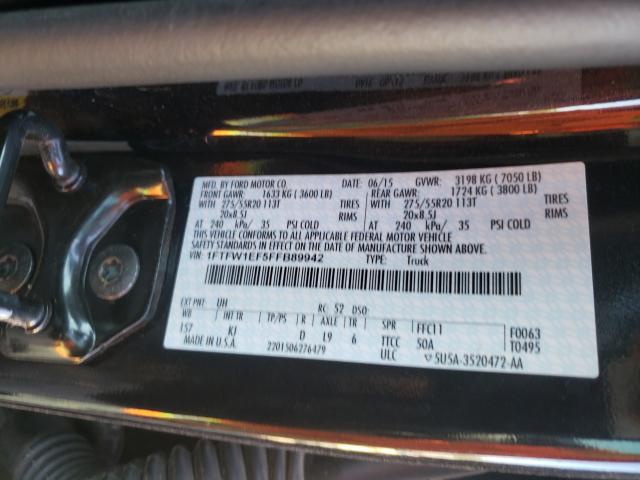 MFD. BY FORD MOTOR CO. DATE: 06/15 GVWR: 3198 KG ( 7050 LB)
FRONT GAWR: 1633 KG ( 3600 LB) REAR GAWR: 1724 KG ( 3800 LB)
WITH 275/55R20 113T TIRES WITH 275/55R20 113T TIRES
20x8.5J RIMS 20x8.5J RIMS
AT 240 kPa/ 35 PSI COLD AT 240 kPa/ 35 PSI COLD
THIS VEHICLE CONFORMS TO ALL APPLICABLE FEDERAL MOTOR VEHICLE
SAFETY STANDARDS IN EFFECT ON THE DATE OF MANUFACTURE SHOWN ABOVE.
VIN: 1FTFW1EF5FFB89942 TYPE: Truck
EXT PNT: UH RC: 52 DSO:
WB INT TR TP/PS R AXLE TR SPR FFC11 F0063
157 KJ D L9 6 TTCC SOA T0495
MADE IN U.S.A. 2201506276479 ULC 5U5A-3520472-AA